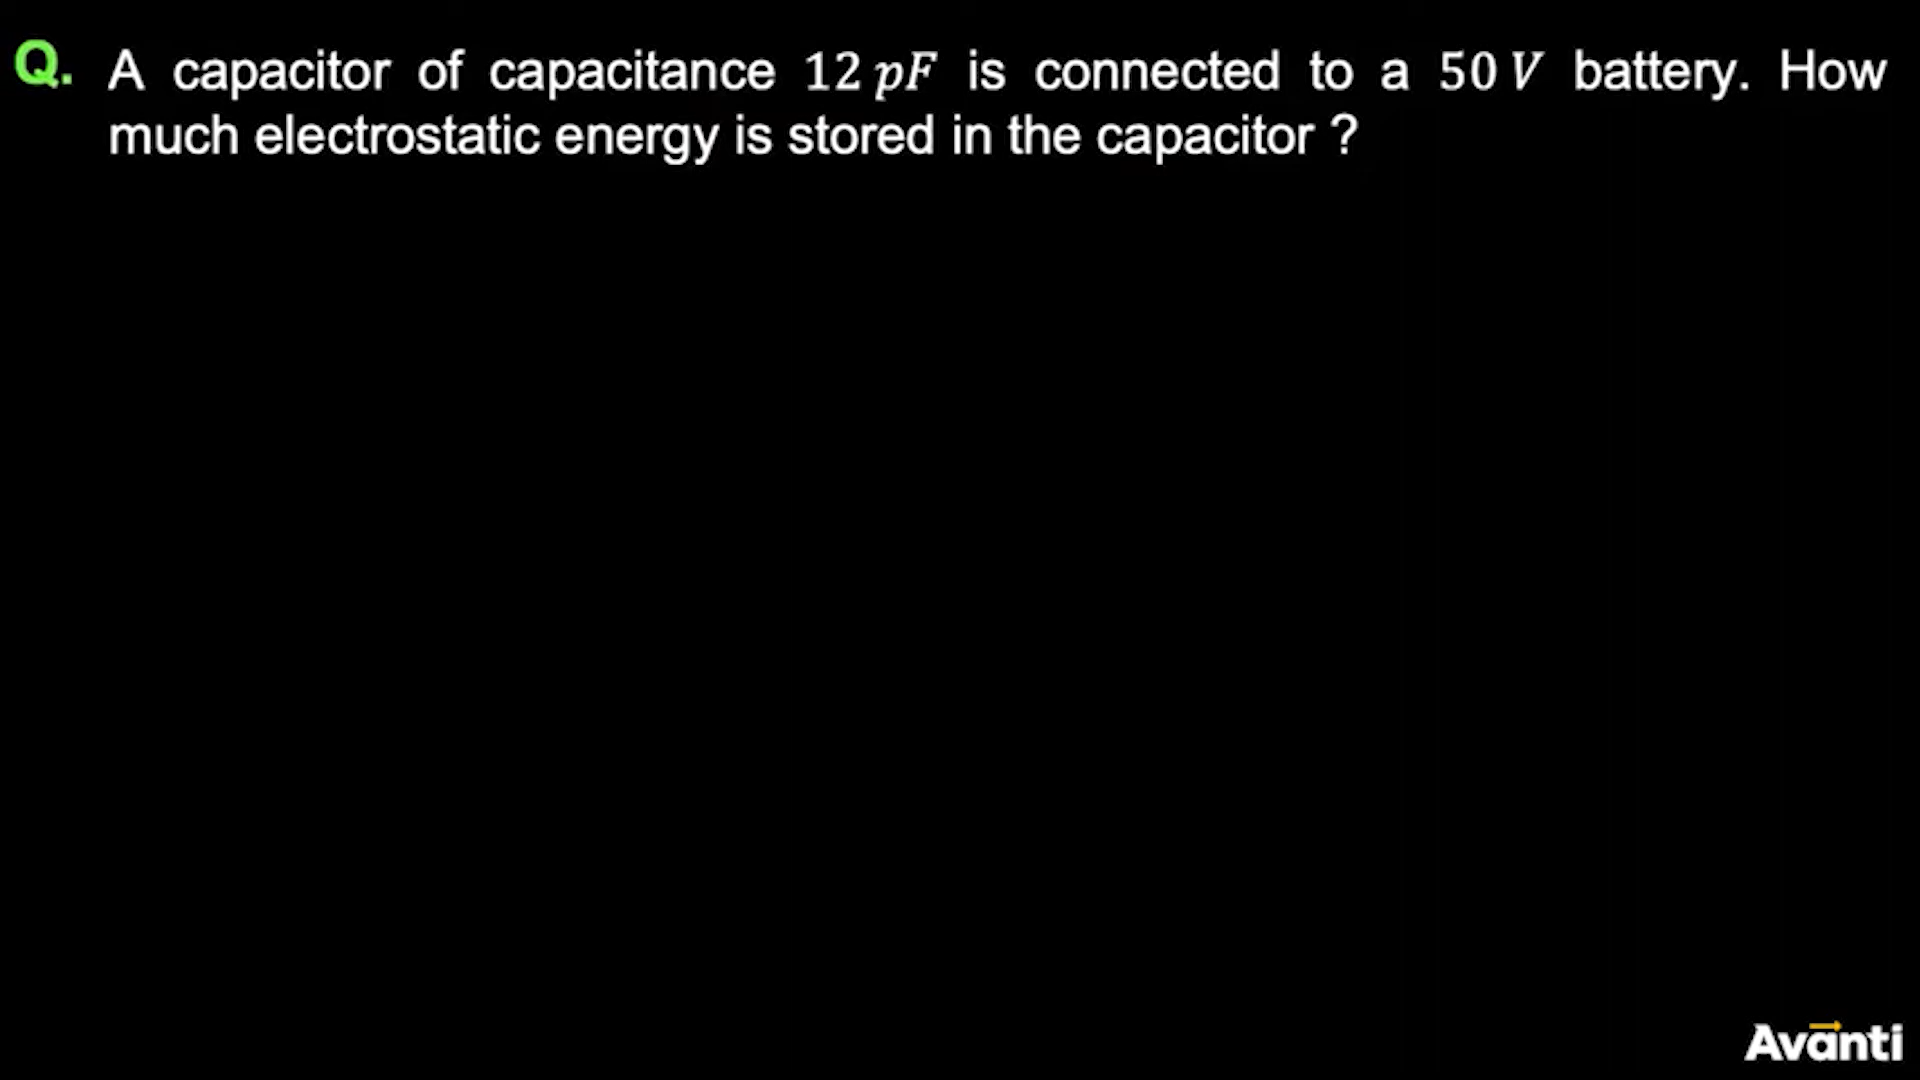 Q. A capacitor of capacitance 12 pF is connected to a 50 V battery. How
much electrostatic energy is stored in the capacitor ?
Avanti